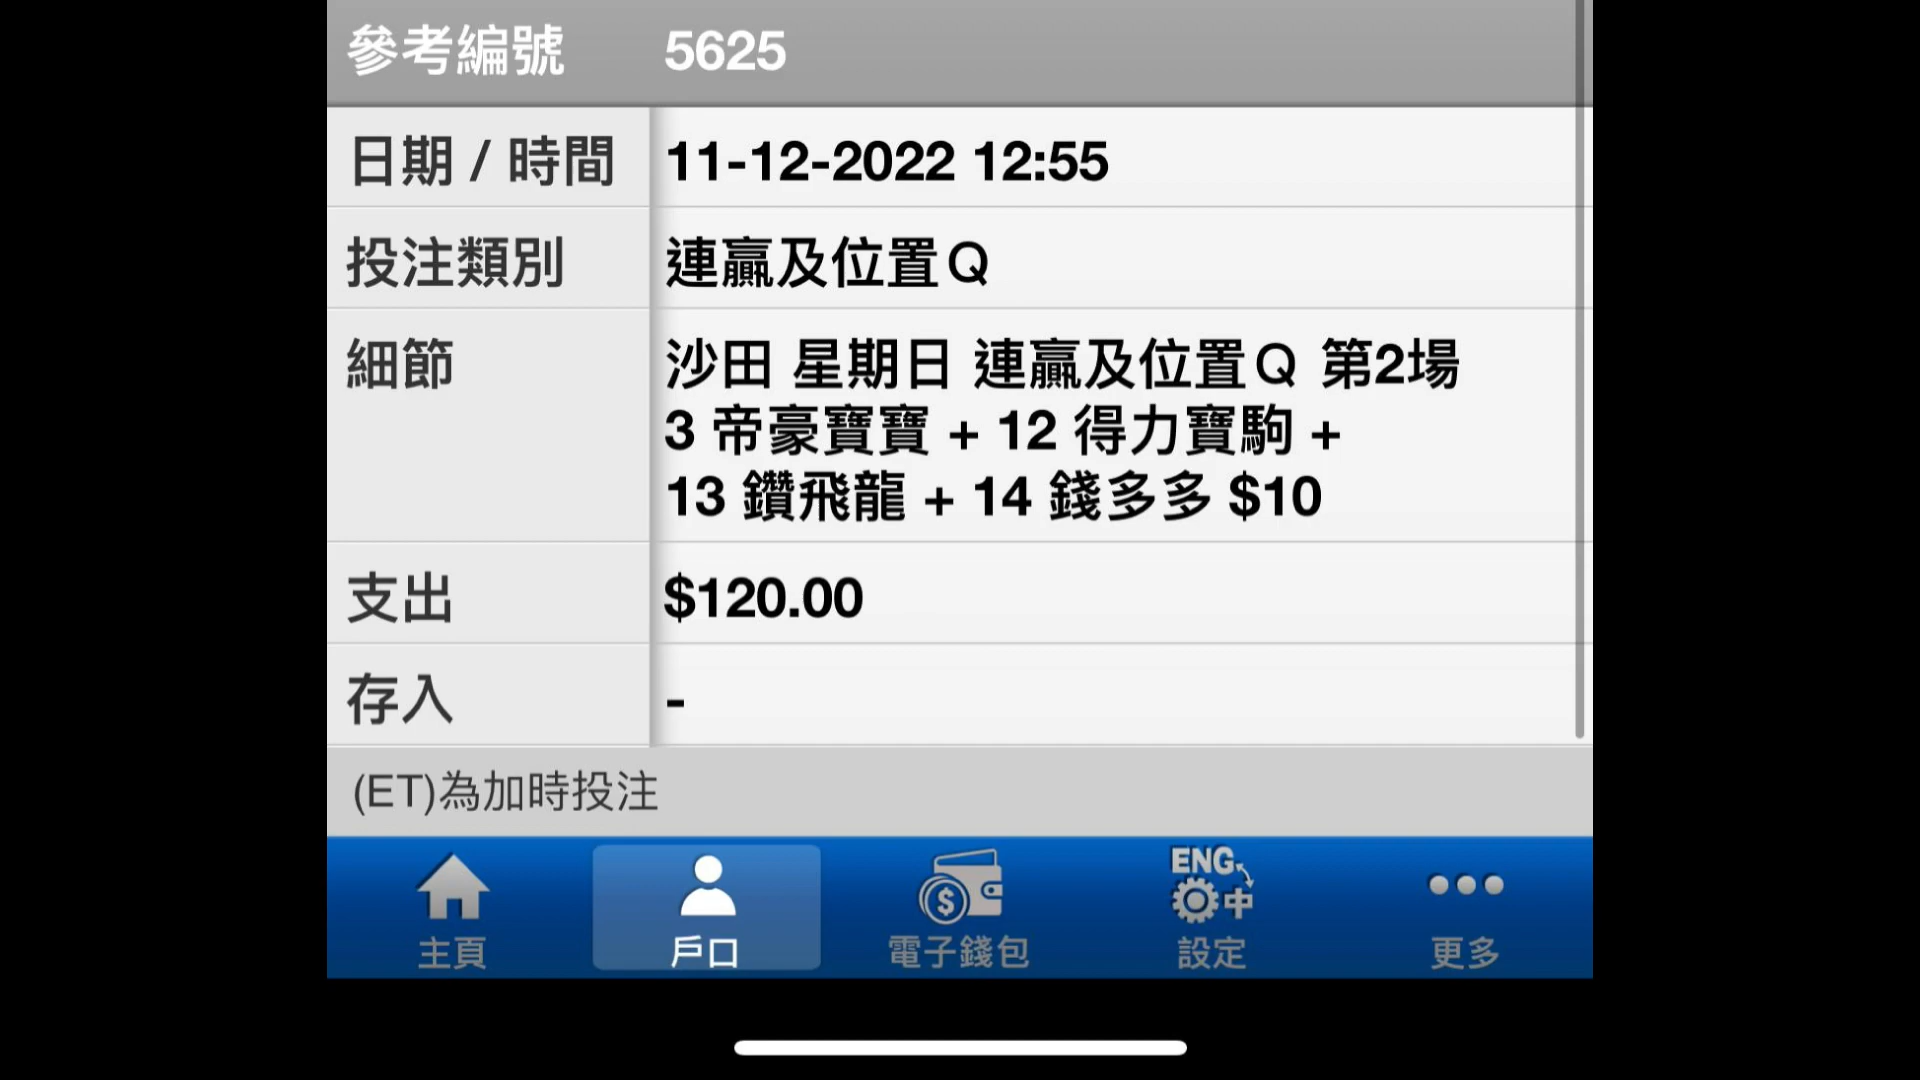 參考編號 5625
日期 / 時間 11-12-2022 12:55
投注類別 連贏及位置Q
細節 沙田 星期日 連贏及位置Q 第2場
3 帝豪寶寶 + 12 得力寶駒 +
13 鑽飛龍 + 14 錢多多 $10
支出 $120.00
存入 -
(ET)為加時投注
ENG
中
主頁 戶口 電子錢包 設定 更多